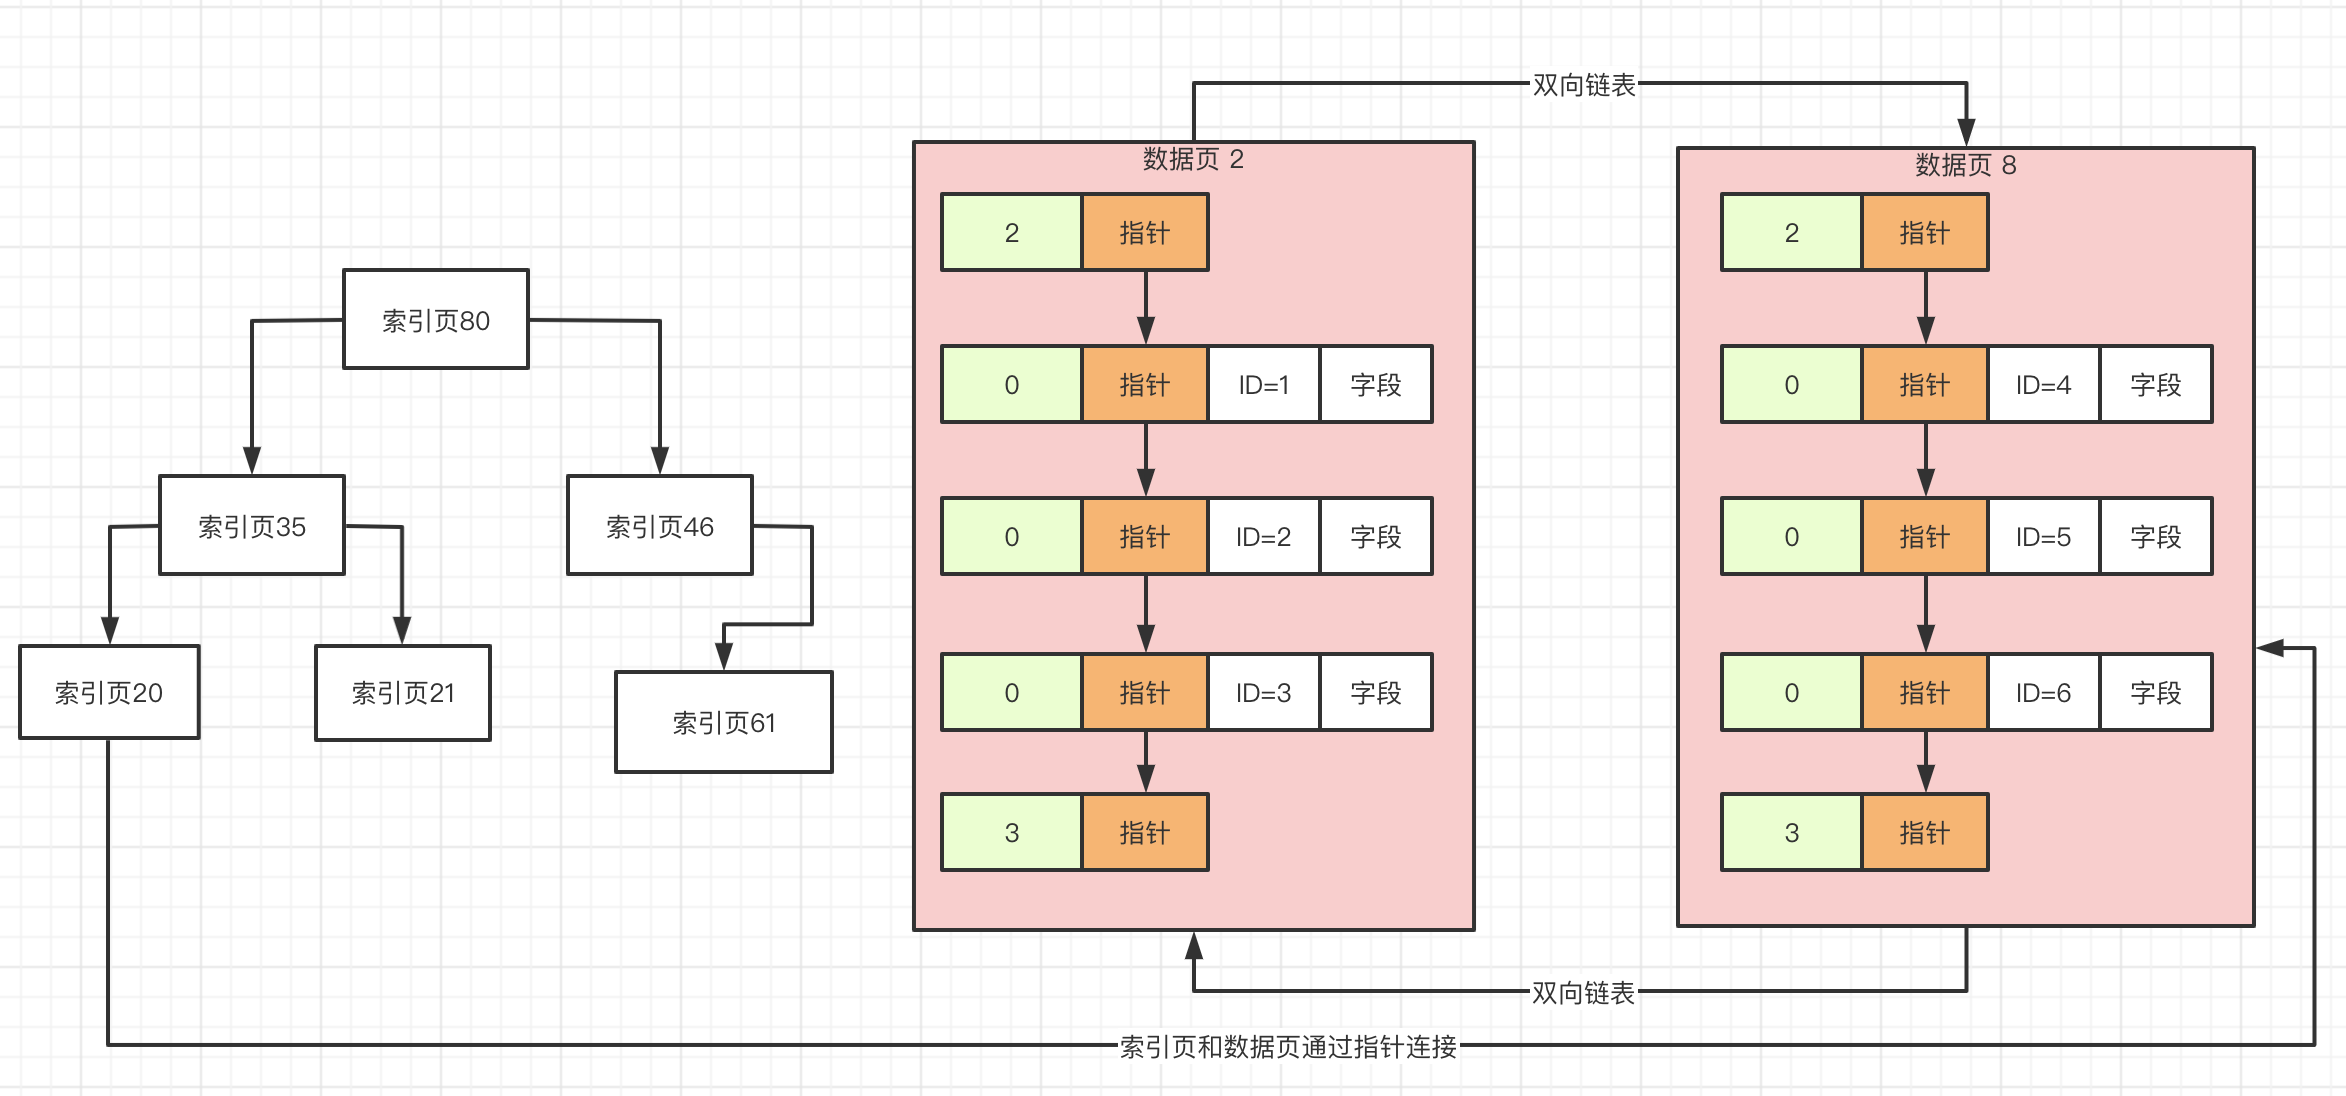 索引页80
索引页35
索引页46
索引页20
索引页21
索引页61
双向链表
数据页 2
2 指针
0 指针 ID=1 字段
0 指针 ID=2 字段
0 指针 ID=3 字段
3 指针
数据页 8
2 指针
0 指针 ID=4 字段
0 指针 ID=5 字段
0 指针 ID=6 字段
3 指针
双向链表
索引页和数据页通过指针连接